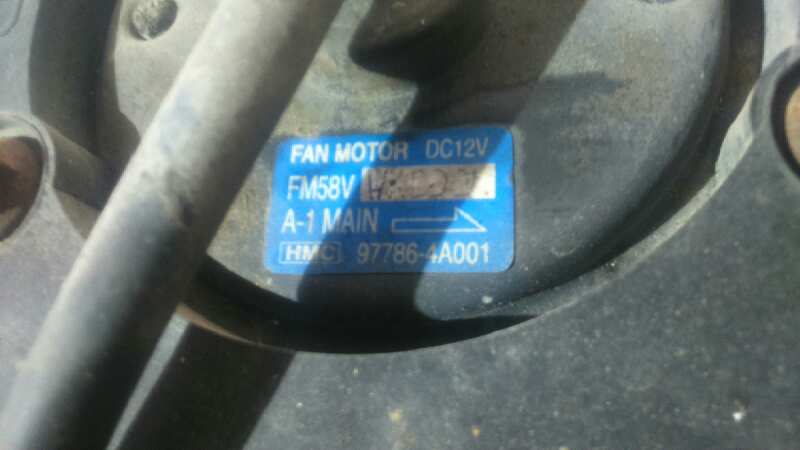 FAN MOTOR DC12V
FM58V
A-1 MAIN
HMC 97786-4A001